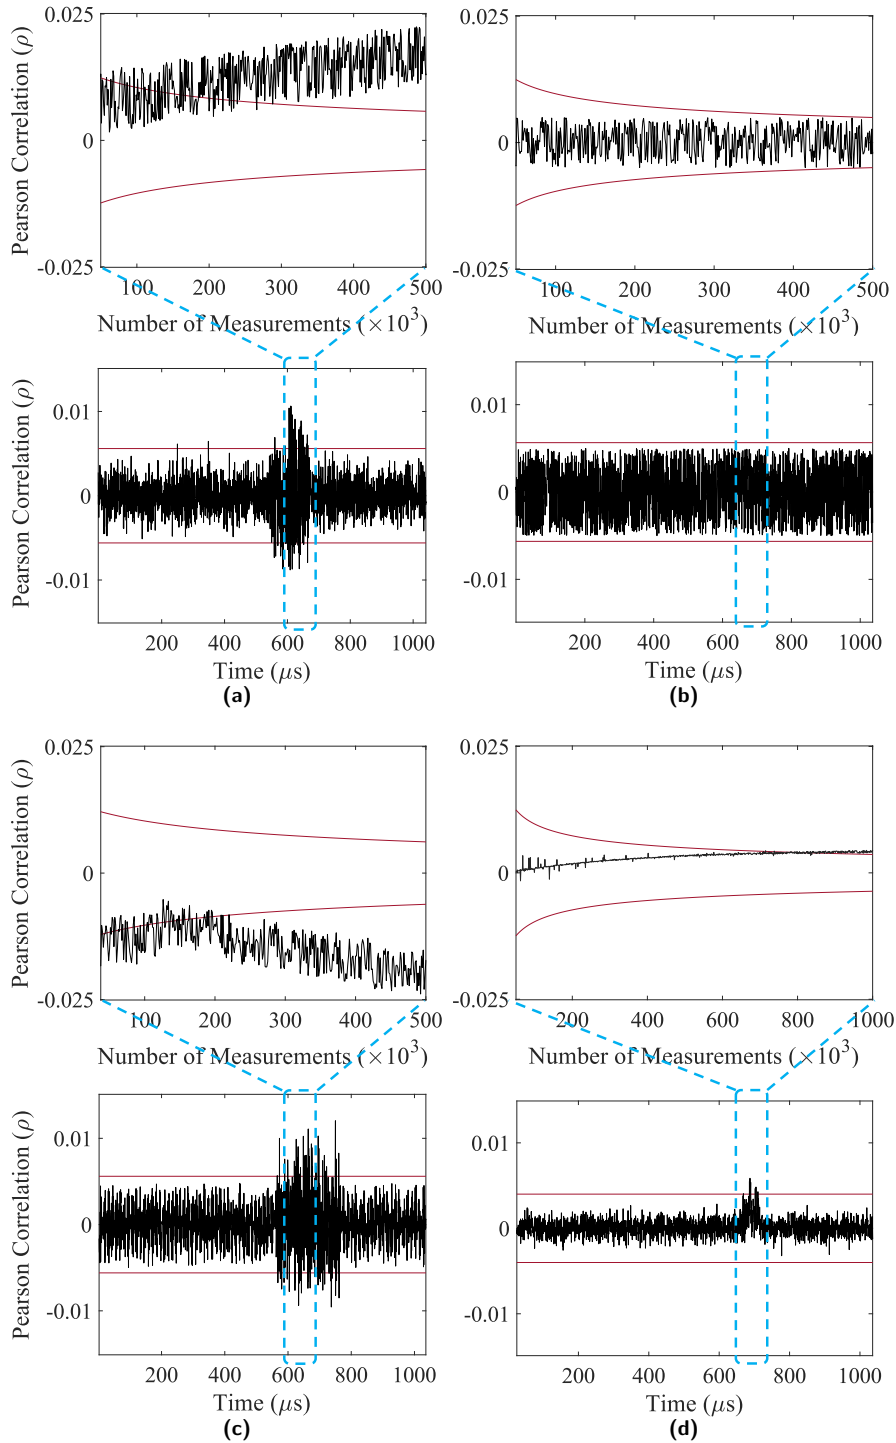 0.025
0
-0.025
Pearson Correlation (ρ)
100 200 300 400 500
Number of Measurements (×10³)
0.01
0
-0.01
Pearson Correlation (ρ)
200 400 600 800 1000
Time (μs)
(a)
0.025
0
-0.025
Pearson Correlation (ρ)
100 200 300 400 500
Number of Measurements (×10³)
0.01
0
-0.01
200 400 600 800 1000
Time (μs)
(b)
0.025
0
-0.025
Pearson Correlation (ρ)
100 200 300 400 500
Number of Measurements (×10³)
0.01
0
-0.01
Pearson Correlation (ρ)
200 400 600 800 1000
Time (μs)
(c)
0.025
0
-0.025
200 400 600 800 1000
Number of Measurements (×10³)
0.01
0
-0.01
200 400 600 800 1000
Time (μs)
(d)